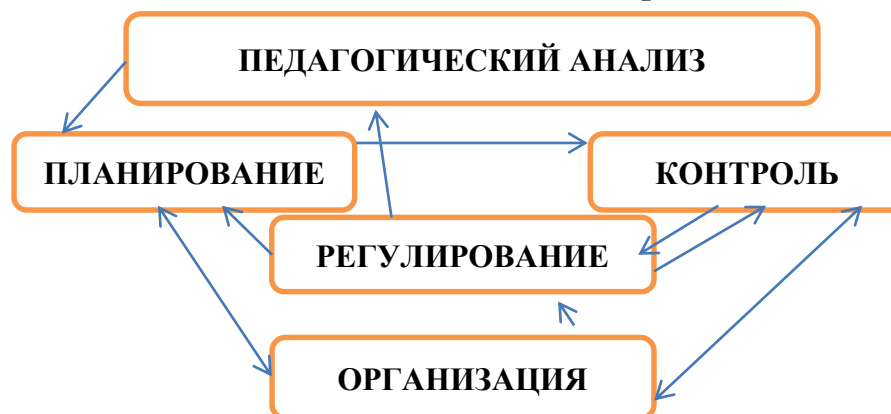 ПЕДАГОГИЧЕСКИЙ АНАЛИЗ
ПЛАНИРОВАНИЕ
КОНТРОЛЬ
РЕГУЛИРОВАНИЕ
ОРГАНИЗАЦИЯ